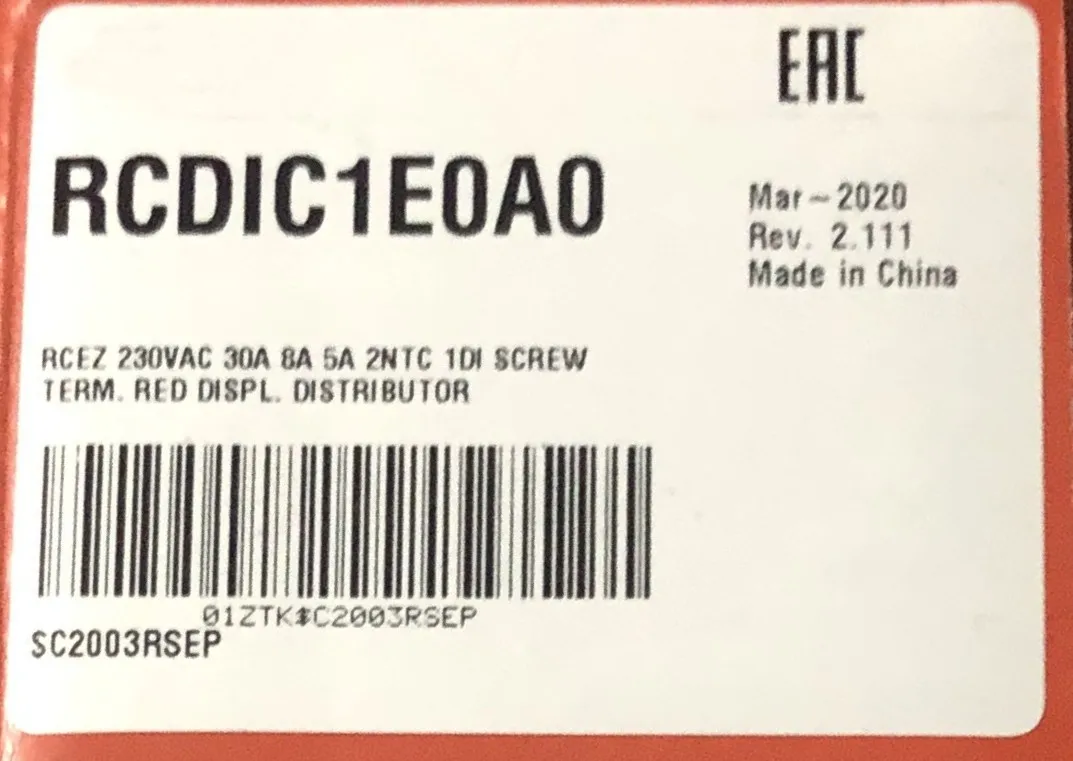 EAC
RCDIC1E0A0
Mar-2020
Rev. 2.111
Made in China
RCEZ 230VAC 30A 8A 5A 2NTC 1DI SCREW
TERM. RED DISPL. DISTRIBUTOR
01ZTK$C2003RSEP
SC2003RSEP